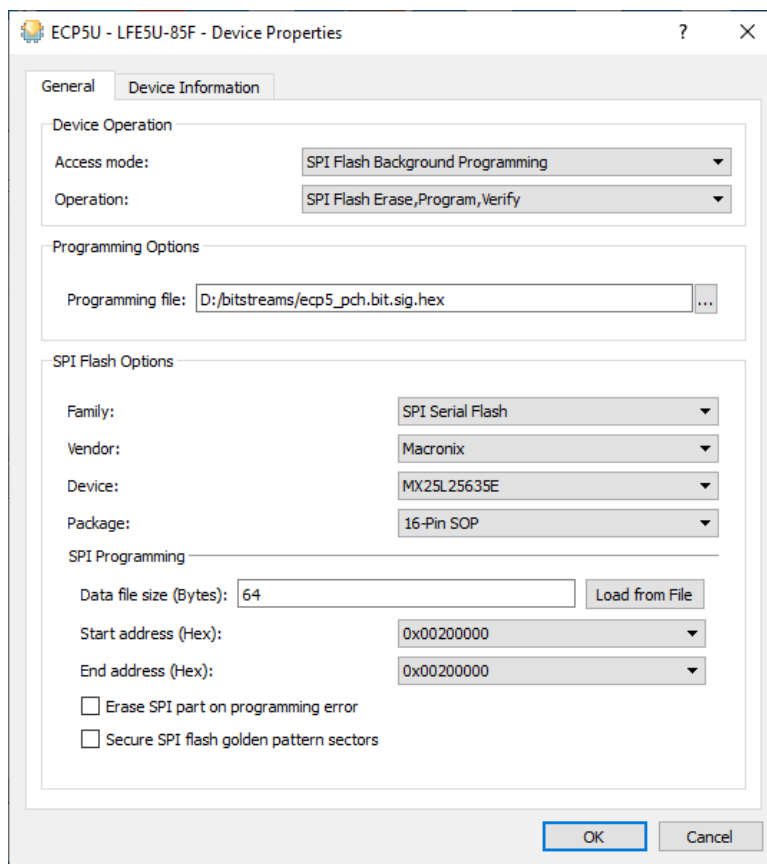 ECP5U - LFE5U-85F - Device Properties ?
General Device Information
Device Operation
Access mode: SPI Flash Background Programming
Operation: SPI Flash Erase,Program,Verify
Programming Options
Programming file: D:/bitstreams/ecp5_pch.bit.sig.hex ...
SPI Flash Options
Family: SPI Serial Flash
Vendor: Macronix
Device: MX25L25635E
Package: 16-Pin SOP
SPI Programming
Data file size (Bytes): 64 Load from File
Start address (Hex): 0x00200000
End address (Hex): 0x00200000
Erase SPI part on programming error
Secure SPI flash golden pattern sectors
OK Cancel